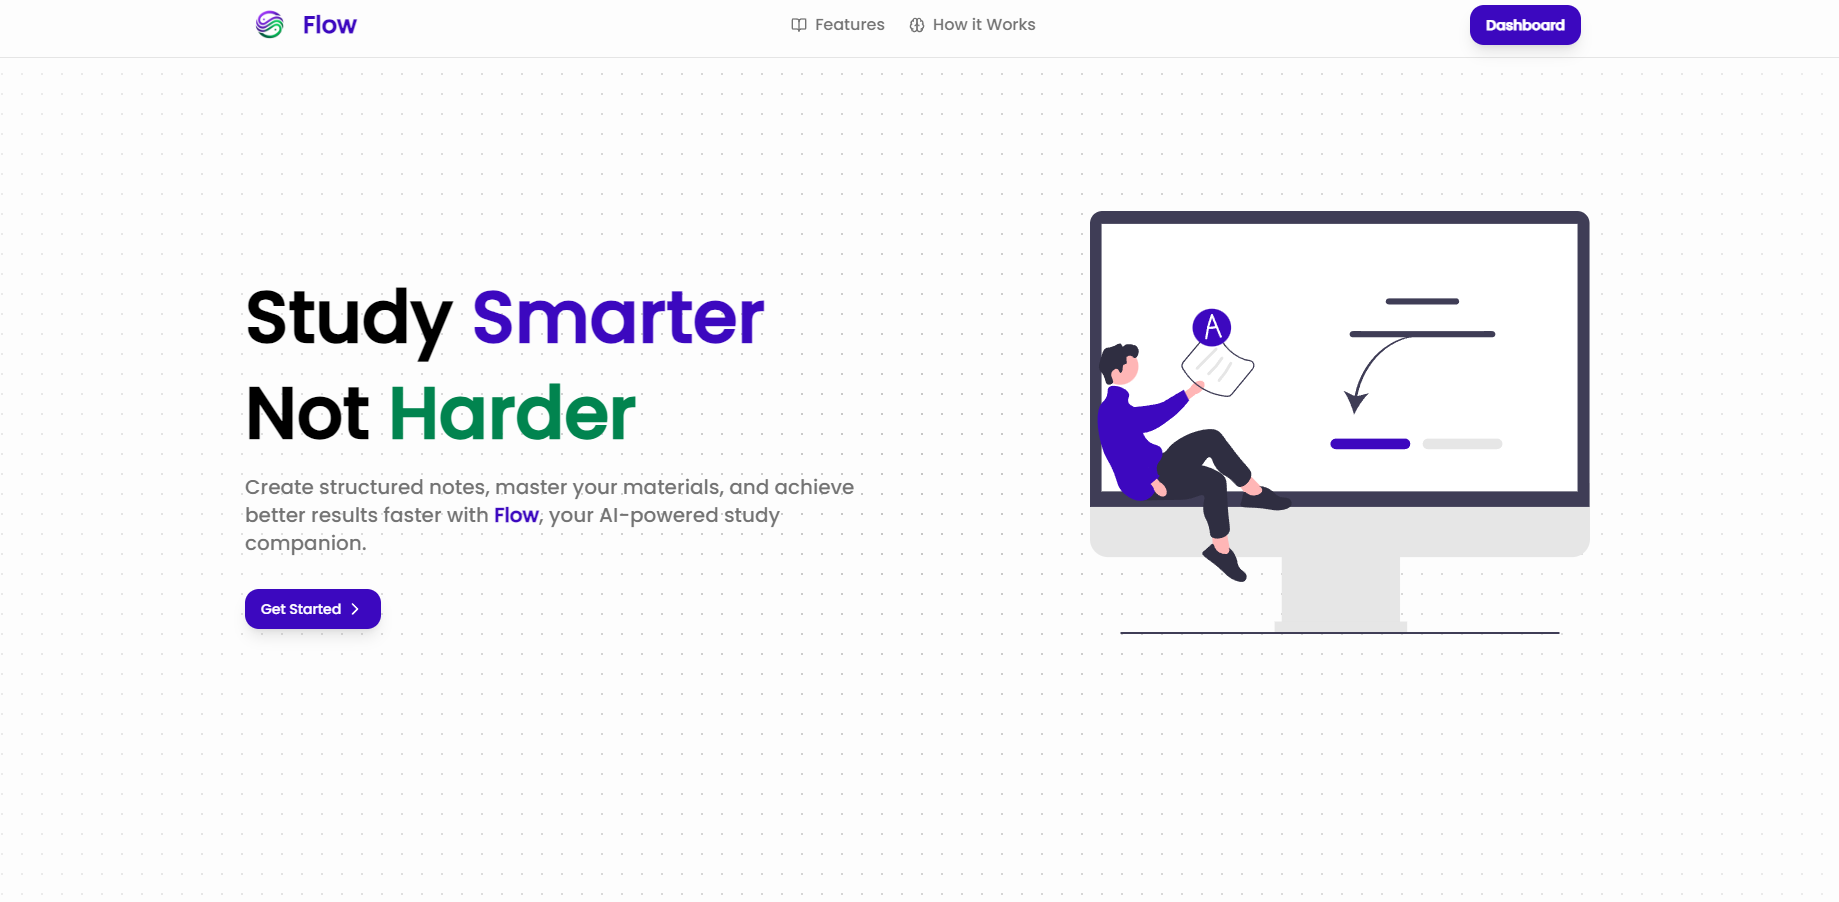 Flow
Features
How it Works
Dashboard
Study Smarter
Not Harder
Create structured notes, master your materials, and achieve
better results faster with Flow, your AI-powered study
companion.
Get Started
A